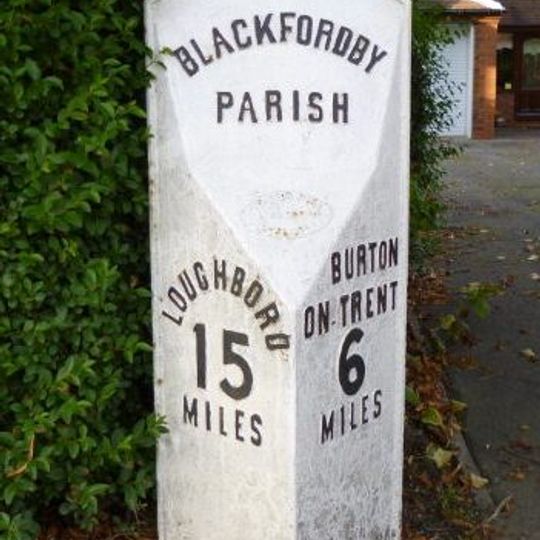 BLACKFORDBY
PARISH
LOUGHBORO
15
MILES
BURTON
ON-TRENT
6
MILES